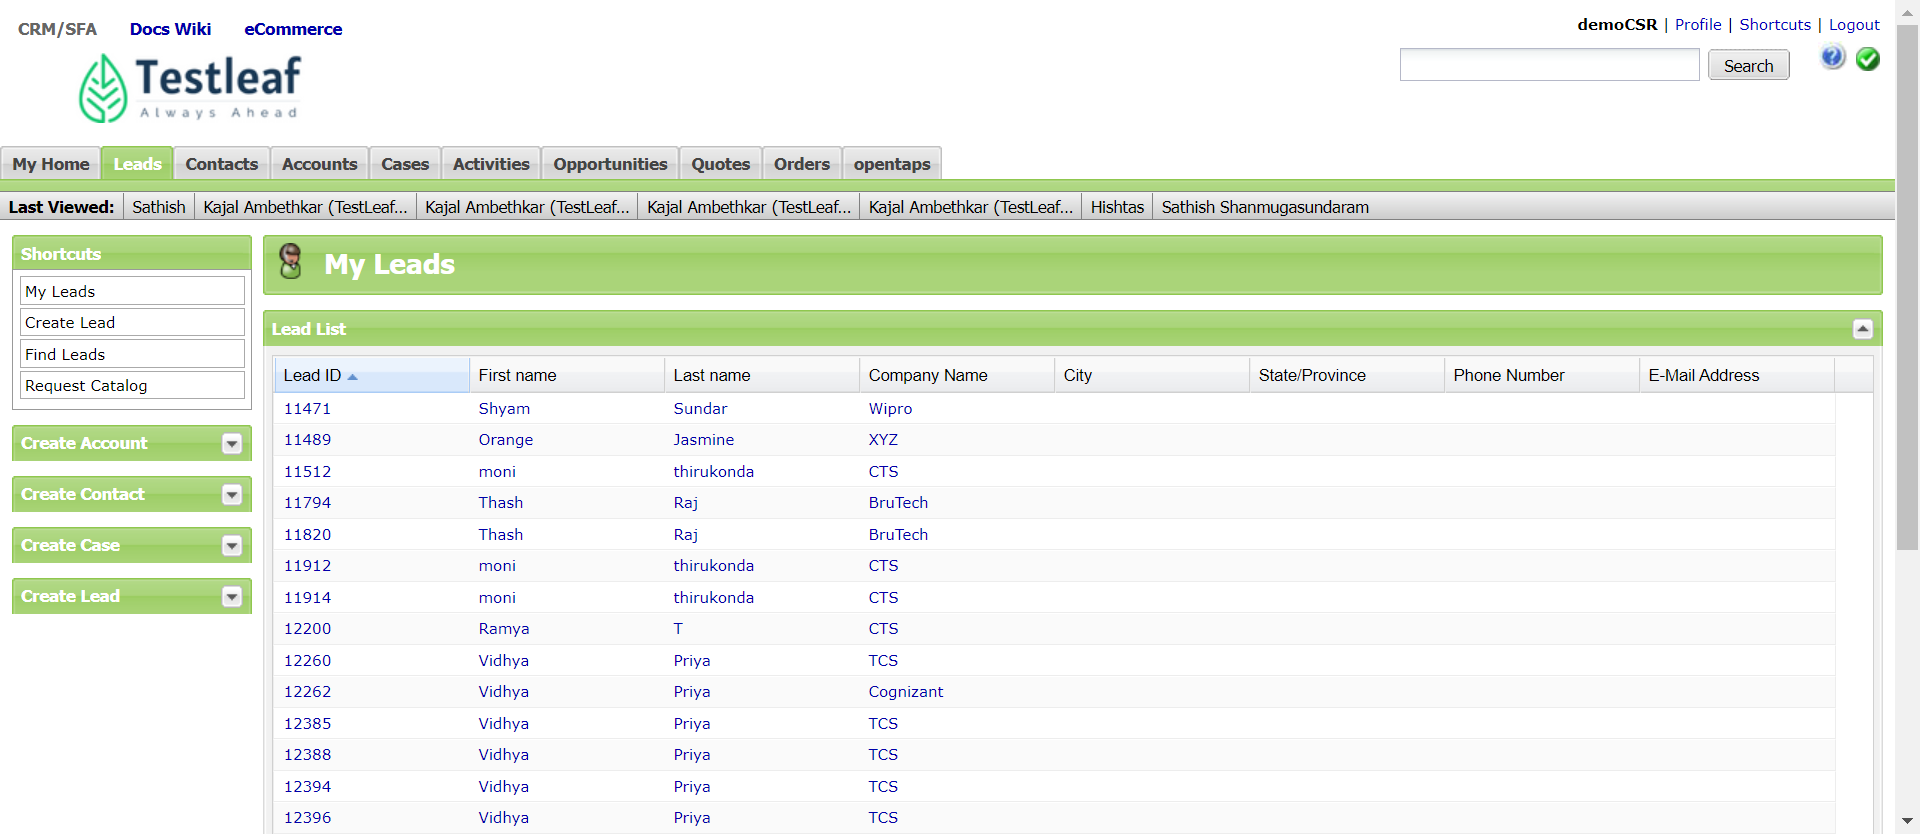 CRM/SFA Docs Wiki eCommerce
demoCSR | Profile | Shortcuts | Logout
Testleaf
Always Ahead
Search
My Home Leads Contacts Accounts Cases Activities Opportunities Quotes Orders opentaps
Last Viewed: Sathish Kajal Ambethkar (TestLeaf... Kajal Ambethkar (TestLeaf... Kajal Ambethkar (TestLeaf... Kajal Ambethkar (TestLeaf... Hishtas Sathish Shanmugasundaram
Shortcuts
My Leads
Create Lead
Find Leads
Request Catalog
Create Account
Create Contact
Create Case
Create Lead
My Leads
Lead List
Lead ID First name Last name Company Name City State/Province Phone Number E-Mail Address
11471 Shyam Sundar Wipro
11489 Orange Jasmine XYZ
11512 moni thirukonda CTS
11794 Thash Raj BruTech
11820 Thash Raj BruTech
11912 moni thirukonda CTS
11914 moni thirukonda CTS
12200 Ramya T CTS
12260 Vidhya Priya TCS
12262 Vidhya Priya Cognizant
12385 Vidhya Priya TCS
12388 Vidhya Priya TCS
12394 Vidhya Priya TCS
12396 Vidhya Priya TCS